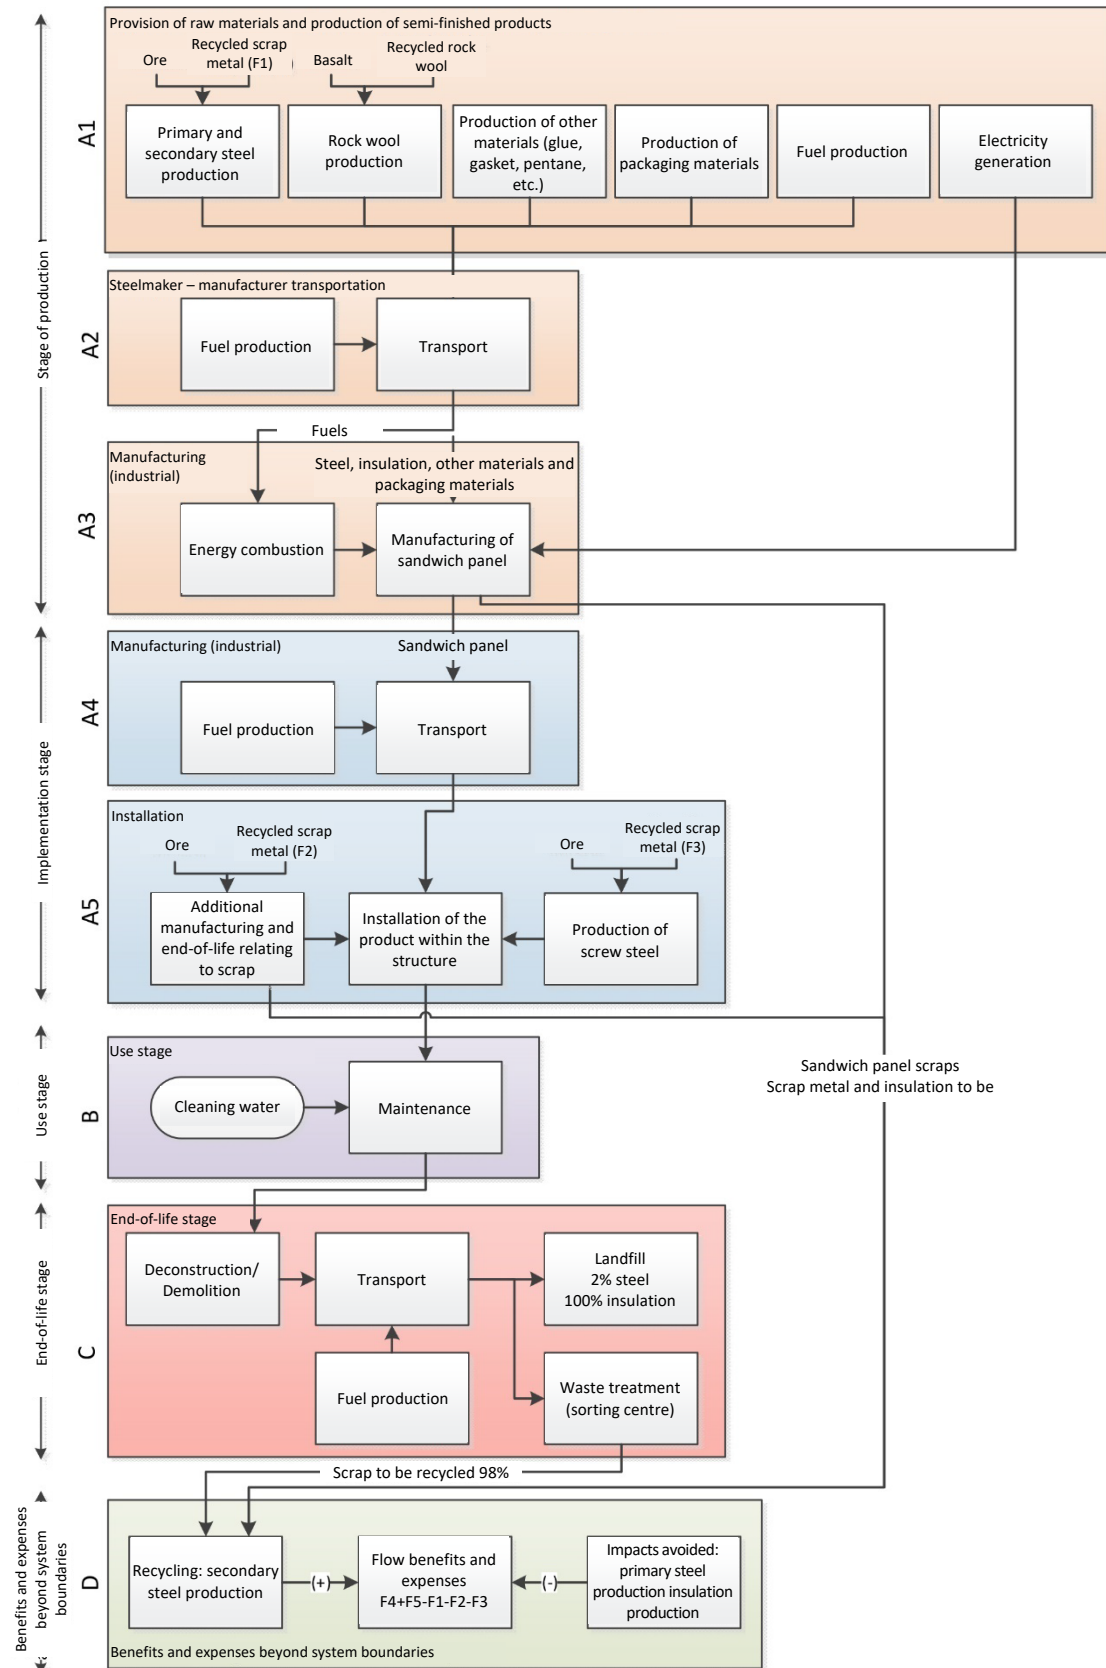 Provision of raw materials and production of semi-finished products
Ore
Recycled scrap
metal (F1)
Basalt
Recycled rock
wool
A1
Primary and
secondary steel
production
Rock wool
production
Production of other
materials (glue,
gasket, pentane,
etc.)
Production of
packaging materials
Fuel production
Electricity
generation
Stage of production
Steelmaker – manufacturer transportation
A2
Fuel production
Transport
Fuels
Manufacturing
(industrial)
Steel, insulation, other materials and
packaging materials
A3
Energy combustion
Manufacturing of
sandwich panel
Manufacturing (industrial)
Sandwich panel
A4
Fuel production
Transport
Implementation stage
Installation
Ore
Recycled scrap
metal (F2)
Ore
Recycled scrap
metal (F3)
A5
Additional
manufacturing and
end-of-life relating
to scrap
Installation of the
product within the
structure
Production of
screw steel
Use stage
Use stage
B
Cleaning water
Maintenance
Sandwich panel scraps
Scrap metal and insulation to be
End-of-life stage
End-of-life stage
C
Deconstruction/
Demolition
Transport
Landfill
2% steel
100% insulation
Fuel production
Waste treatment
(sorting centre)
Scrap to be recycled 98%
Benefits and expenses
beyond system
boundaries
D
Recycling: secondary
steel production
(+)
Flow benefits and
expenses
F4+F5-F1-F2-F3
(-)
Impacts avoided:
primary steel
production insulation
production
Benefits and expenses beyond system boundaries